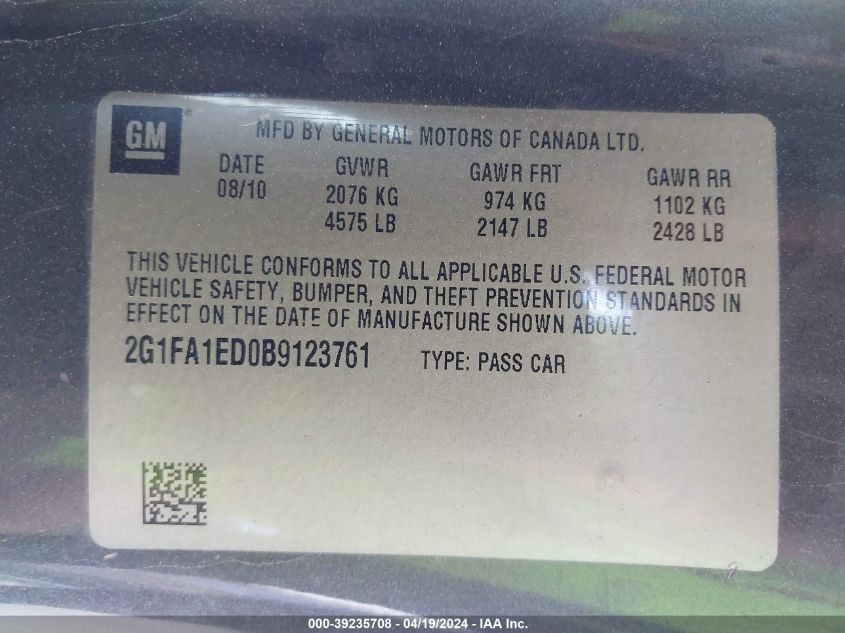 GM
MFD BY GENERAL MOTORS OF CANADA LTD.
DATE GVWR GAWR FRT GAWR RR
08/10 2076 KG 974 KG 1102 KG
4575 LB 2147 LB 2428 LB
THIS VEHICLE CONFORMS TO ALL APPLICABLE U.S. FEDERAL MOTOR
VEHICLE SAFETY, BUMPER, AND THEFT PREVENTION STANDARDS IN
EFFECT ON THE DATE OF MANUFACTURE SHOWN ABOVE.
2G1FA1ED0B9123761 TYPE: PASS CAR
000-39235708 - 04/19/2024 - IAA Inc.